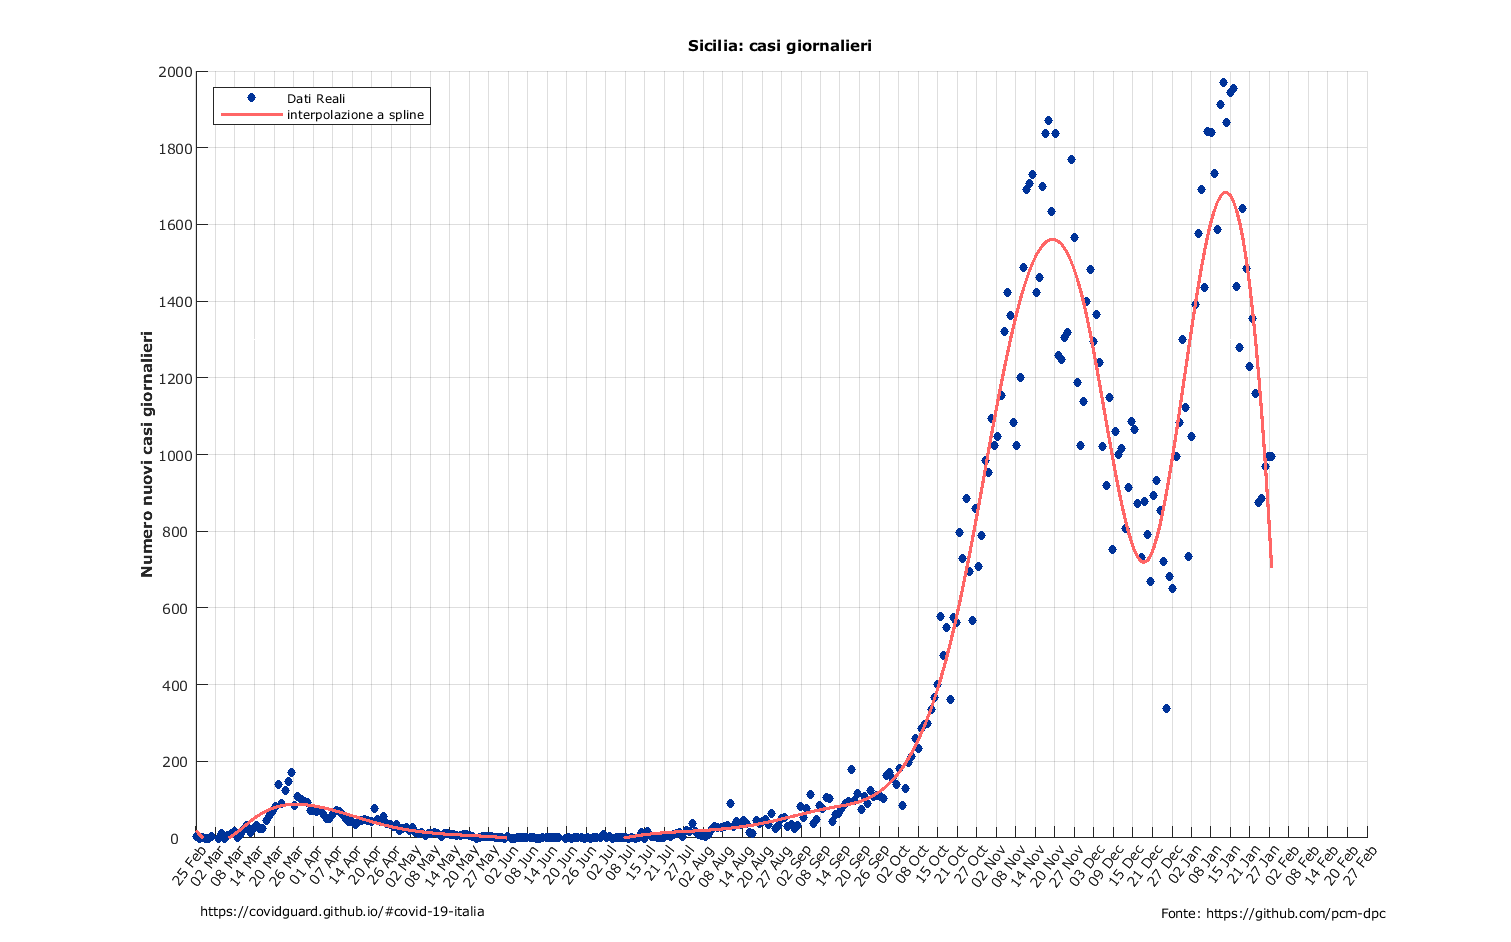 Sicilia: casi giornalieri
Dati Reali
interpolazione a spline
Numero nuovi casi giornalieri
2000
1800
1600
1400
1200
1000
800
600
400
200
0
25 Feb
02 Mar
08 Mar
14 Mar
20 Mar
26 Mar
01 Apr
07 Apr
14 Apr
20 Apr
26 Apr
02 May
08 May
14 May
20 May
27 May
02 Jun
08 Jun
14 Jun
20 Jun
26 Jun
02 Jul
08 Jul
15 Jul
21 Jul
27 Jul
02 Aug
08 Aug
14 Aug
20 Aug
27 Aug
02 Sep
08 Sep
14 Sep
20 Sep
26 Sep
02 Oct
08 Oct
15 Oct
21 Oct
27 Oct
02 Nov
08 Nov
14 Nov
20 Nov
27 Nov
03 Dec
09 Dec
15 Dec
21 Dec
27 Dec
02 Jan
08 Jan
15 Jan
21 Jan
27 Jan
02 Feb
08 Feb
14 Feb
20 Feb
27 Feb
https://covidguard.github.io/#covid-19-italia
Fonte: https://github.com/pcm-dpc